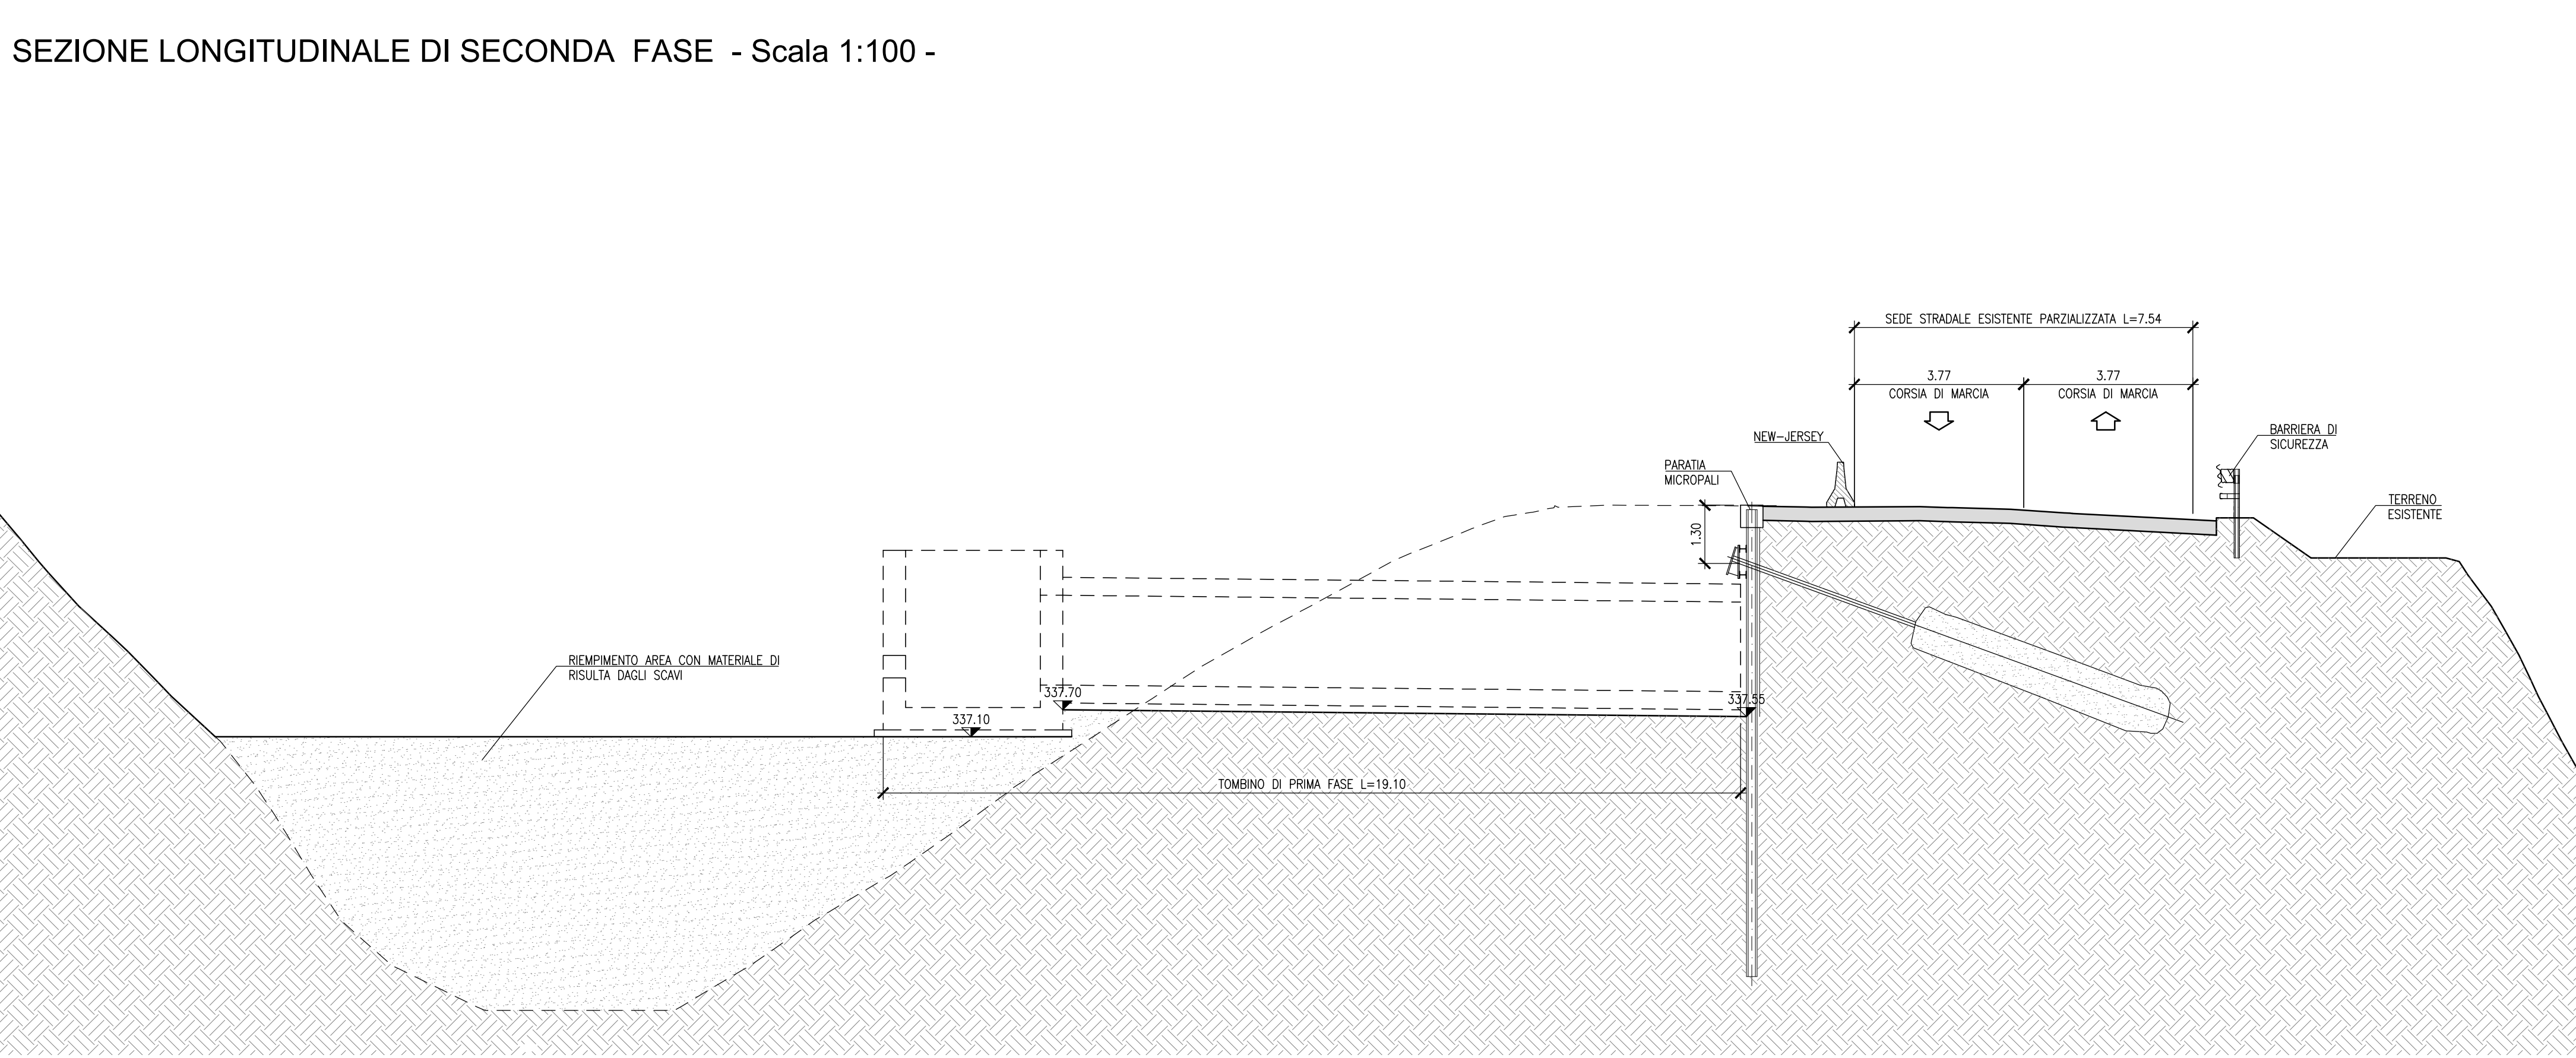 SEZIONE LONGITUDINALE DI SECONDA FASE - Scala 1:100 -
SEDE STRADALE ESISTENTE PARZIALIZZATA L=7.54
3.77
CORSIA DI MARCIA
3.77
CORSIA DI MARCIA
NEW-JERSEY
BARRIERA DI
SICUREZZA
PARATIA
MICROPALI
TERRENO
ESISTENTE
1.30
RIEMPIMENTO AREA CON MATERIALE DI
RISULTA DAGLI SCAVI
337.70
337.55
337.10
TOMBINO DI PRIMA FASE L=19.10